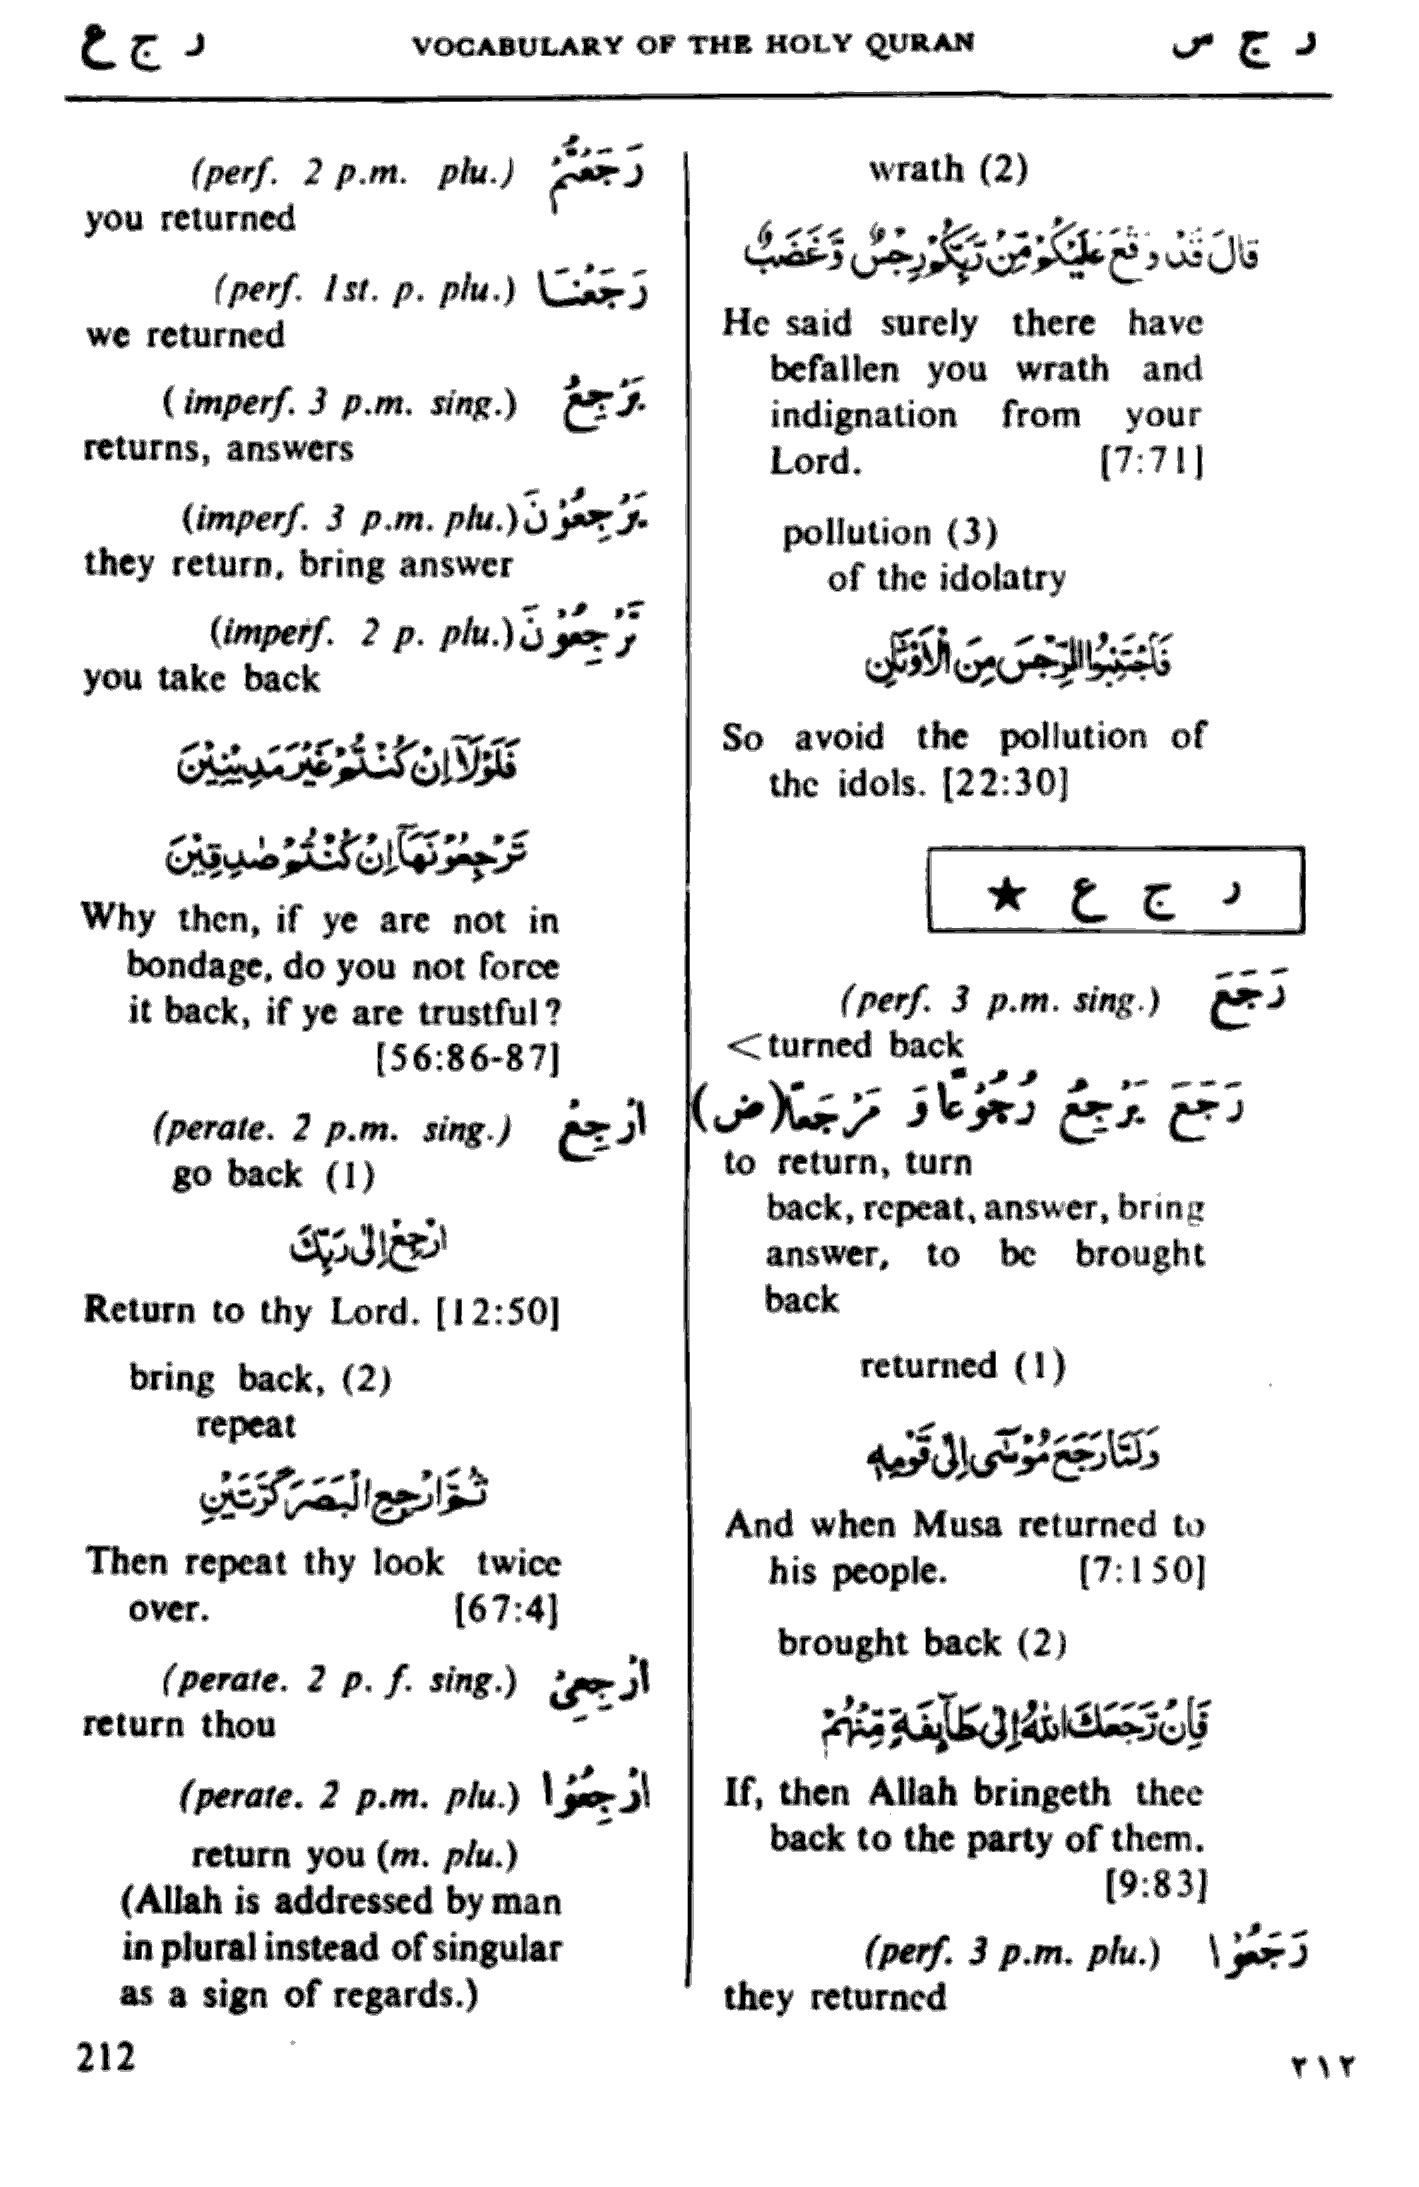 ر ج س VOCABULARY OF THE HOLY QURAN ر ج ع
wrath (2)
قَالَ قَدْ وَقَعَ عَلَيْكُمْ مِّنْ رَّبِّكُمْ رِجْسٌ وَّغَضَبٌ
He said surely there have
befallen you wrath and
indignation from your
Lord. [7:71]
pollution (3)
of the idolatry
فَاجْتَنِبُوا الرِّجْسَ مِنَ الْاَوْثَانِ
So avoid the pollution of
the idols. [22:30]
ر ج ع ★
رَجَعَ (perf. 3 p.m. sing.)
<turned back
رَجَعَ يَرْجِعُ رُجُوْعًا وَ مَرْجَعًا (ض)
to return, turn
back, repeat, answer, bring
answer, to be brought
back
returned (1)
وَلَمَّا رَجَعَ مُوْسٰٓى اِلٰى قَوْمِهٖ
And when Musa returned to
his people. [7:150]
brought back (2)
فَاِنْ رَّجَعَكَ اللّٰهُ اِلٰى طَآئِفَةٍ مِّنْهُمْ
If, then Allah bringeth thee
back to the party of them.
[9:83]
رَجَعُوْا (perf. 3 p.m. plu.)
they returned
رَجَعْتُمْ (perf. 2 p.m. plu.)
you returned
رَجَعْنَا (perf. 1st. p. plu.)
we returned
يَرْجِعُ (imperf. 3 p.m. sing.)
returns, answers
يَرْجِعُوْنَ (imperf. 3 p.m. plu.)
they return, bring answer
تَرْجِعُوْنَ (imperf. 2 p. plu.)
you take back
فَلَوْلَآ اِنْ كُنْتُمْ غَيْرَ مَدِيْنِيْنَ
تَرْجِعُوْنَهَآ اِنْ كُنْتُمْ صٰدِقِيْنَ
Why then, if ye are not in
bondage, do you not force
it back, if ye are trustful?
[56:86-87]
اِرْجِعْ (perate. 2 p.m. sing.)
go back (1)
ارْجِعْ اِلٰى رَبِّكَ
Return to thy Lord. [12:50]
bring back, (2)
repeat
ثُمَّ ارْجِعِ الْبَصَرَ كَرَّتَيْنِ
Then repeat thy look twice
over. [67:4]
ارْجِعِيْ (perate. 2 p. f. sing.)
return thou
ارْجِعُوْا (perate. 2 p.m. plu.)
return you (m. plu.)
(Allah is addressed by man
in plural instead of singular
as a sign of regards.)
212 ٢١٢